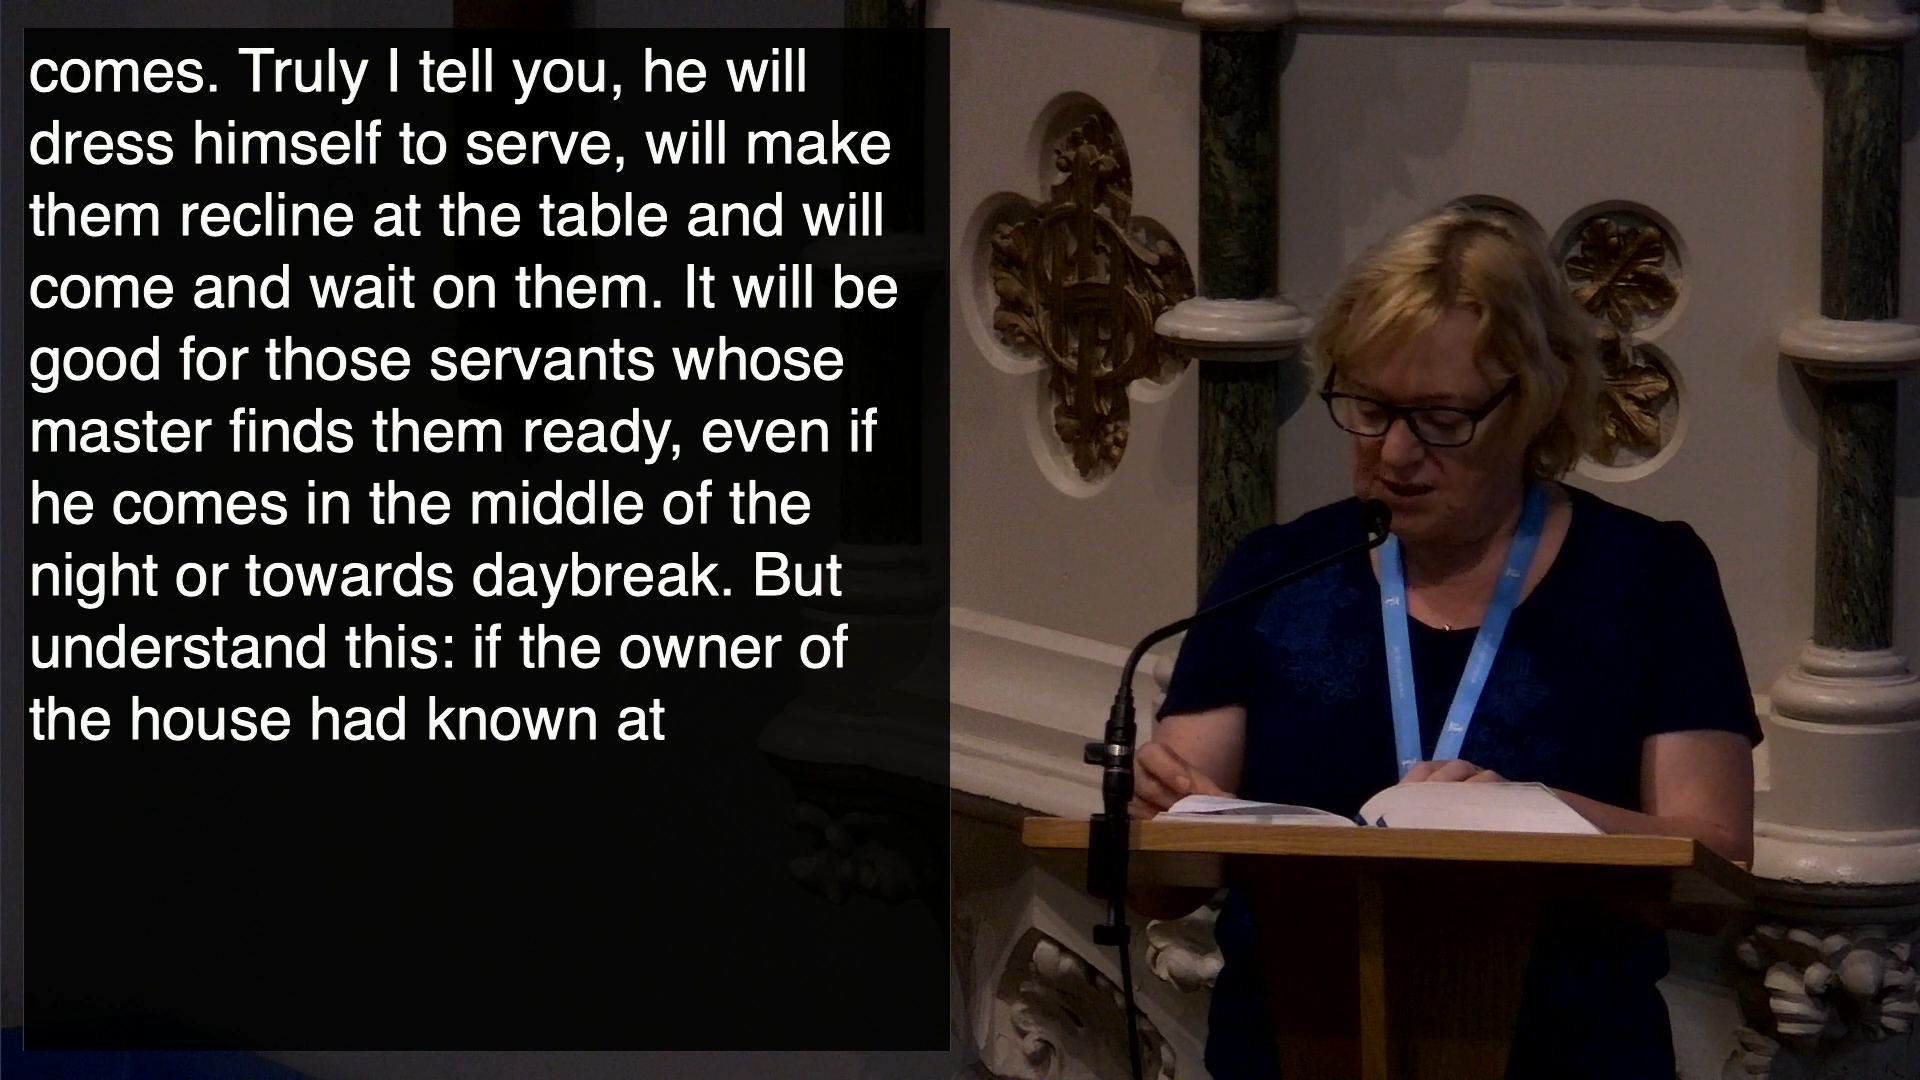 comes. Truly I tell you, he will
dress himself to serve, will make
them recline at the table and will
come and wait on them. It will be
good for those servants whose
master finds them ready, even if
he comes in the middle of the
night or towards daybreak. But
understand this: if the owner of
the house had known at